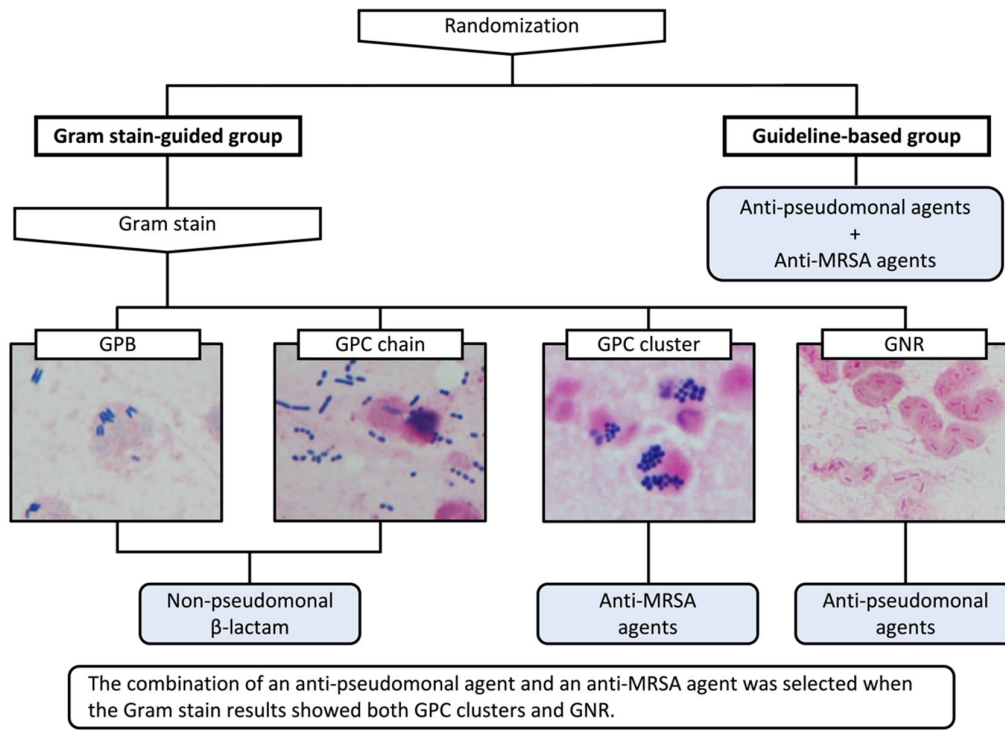 Randomization
Gram stain-guided group
Guideline-based group
Gram stain
Anti-pseudomonal agents
+
Anti-MRSA agents
GPB
GPC chain
GPC cluster
GNR
Non-pseudomonal
β-lactam
Anti-MRSA
agents
Anti-pseudomonal
agents
The combination of an anti-pseudomonal agent and an anti-MRSA agent was selected when
the Gram stain results showed both GPC clusters and GNR.